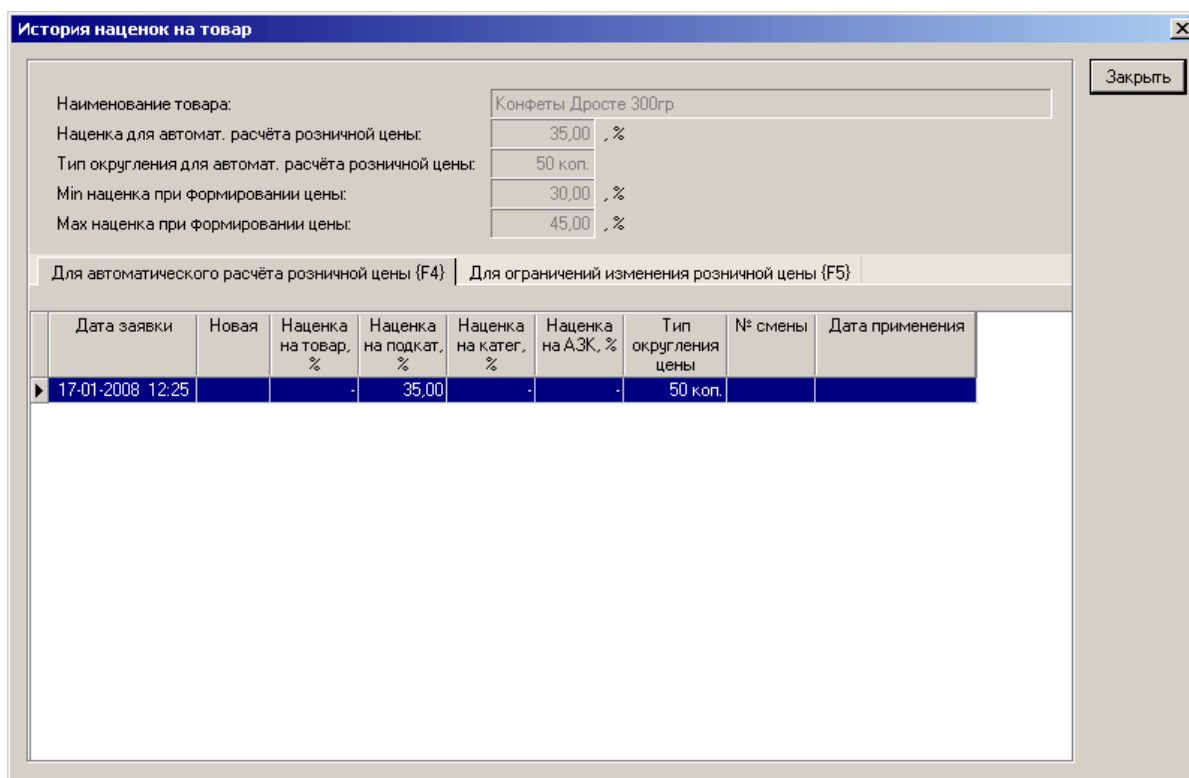 История наценок на товар
Закрыть
Наименование товара: Конфеты Дросте 300гр
Наценка для автомат. расчёта розничной цены: 35,00 , %
Тип округления для автомат. расчёта розничной цены: 50 коп.
Min наценка при формировании цены: 30,00 , %
Max наценка при формировании цены: 45,00 , %
Для автоматического расчёта розничной цены {F4} Для ограничений изменения розничной цены {F5}
Дата заявки Новая Наценка на товар, % Наценка на подкат, % Наценка на катег, % Наценка на АЗК, % Тип округления цены № смены Дата применения
17-01-2008 12:25 - 35,00 - - 50 коп.